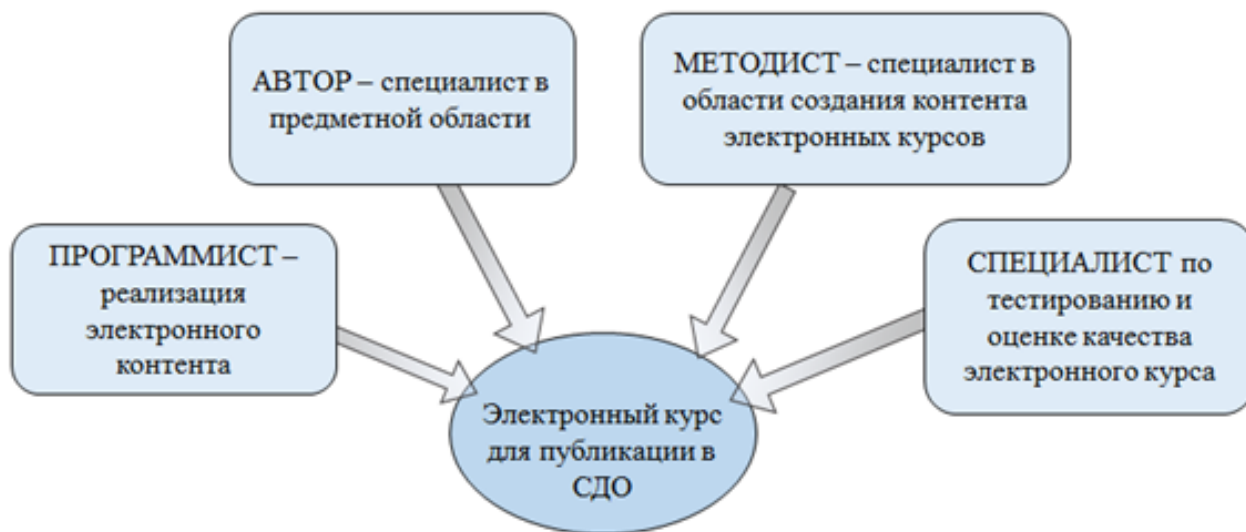 АВТОР – специалист в
предметной области
МЕТОДИСТ – специалист в
области создания контента
электронных курсов
ПРОГРАММИСТ –
реализация
электронного
контента
СПЕЦИАЛИСТ по
тестированию и
оценке качества
электронного курса
Электронный курс
для публикации в
СДО